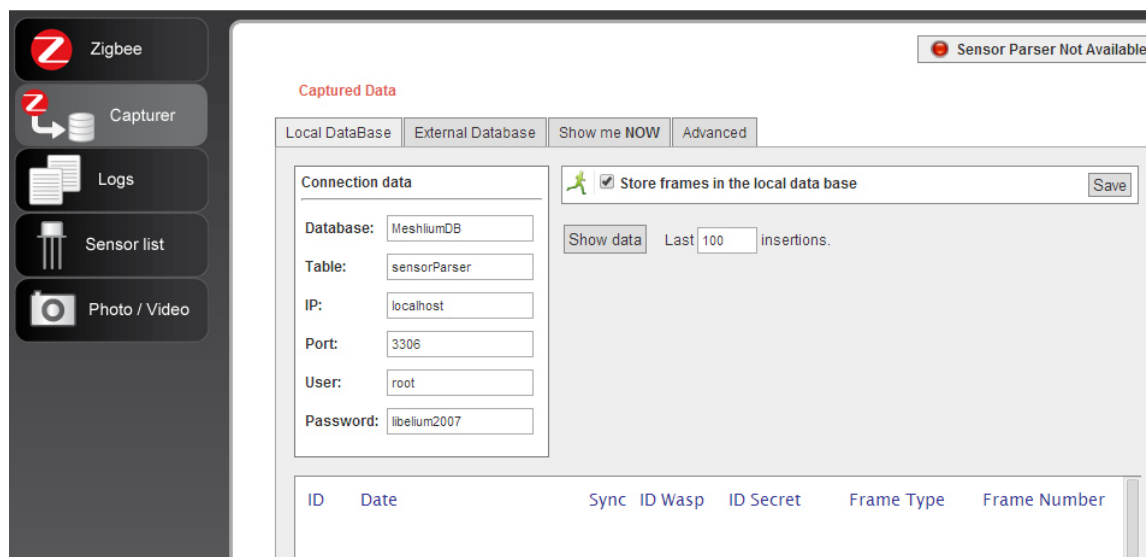 Z Zigbee
Z Capturer
Logs
Sensor list
Photo / Video
Sensor Parser Not Available
Captured Data
Local DataBase External Database Show me NOW Advanced
Connection data
Database: MeshliumDB
Table: sensorParser
IP: localhost
Port: 3306
User: root
Password: libelium2007
Store frames in the local data base Save
Show data Last 100 insertions.
ID Date Sync ID Wasp ID Secret Frame Type Frame Number